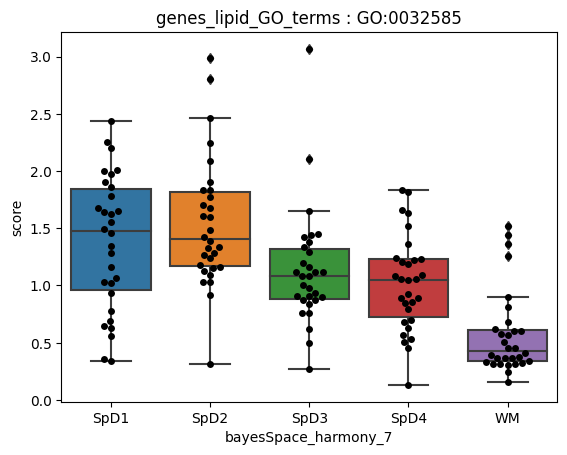 genes_lipid_GO_terms : GO:0032585
3.0
2.5
2.0
1.5
1.0
0.5
0.0
score
SpD1 SpD2 SpD3 SpD4 WM
bayesSpace_harmony_7